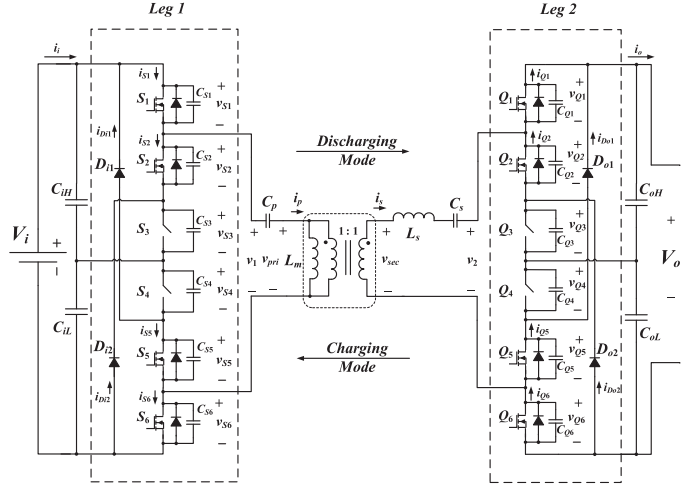 Leg 1
Leg 2
i_i
i_S1
S_1
C_S1
+
v_S1
−
i_Di1
D_i1
i_S2
S_2
C_S2
+
v_S2
−
C_iH
S_3
C_S3
+
v_S3
−
V_i
+
−
S_4
C_S4
+
v_S4
−
C_iL
D_i2
i_Di2
i_S5
S_5
C_S5
+
v_S5
−
i_S6
S_6
C_S6
+
v_S6
−
Discharging
Mode
C_p
i_p
i_s
1:1
+
v_1
−
+
v_pri
−
L_m
+
v_sec
−
L_s
C_s
+
v_2
−
Charging
Mode
i_o
i_Q1
Q_1
C_Q1
+
v_Q1
−
i_Q2
Q_2
C_Q2
+
v_Q2
−
i_Do1
D_o1
Q_3
C_Q3
+
v_Q3
−
C_oH
Q_4
C_Q4
+
v_Q4
−
+
V_o
−
C_oL
i_Q5
Q_5
C_Q5
+
v_Q5
−
D_o2
i_Do2
i_Q6
Q_6
C_Q6
+
v_Q6
−